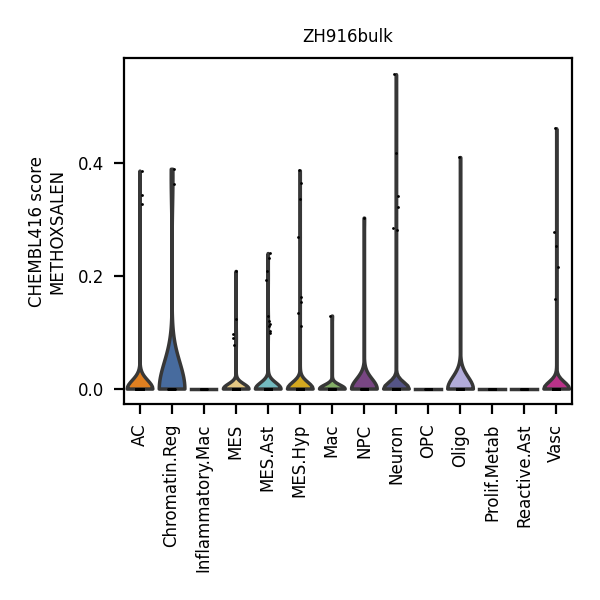 ZH916bulk
CHEMBL416 score
METHOXSALEN
0.4
0.2
0.0
AC
Chromatin.Reg
Inflammatory.Mac
MES
MES.Ast
MES.Hyp
Mac
NPC
Neuron
OPC
Oligo
Prolif.Metab
Reactive.Ast
Vasc